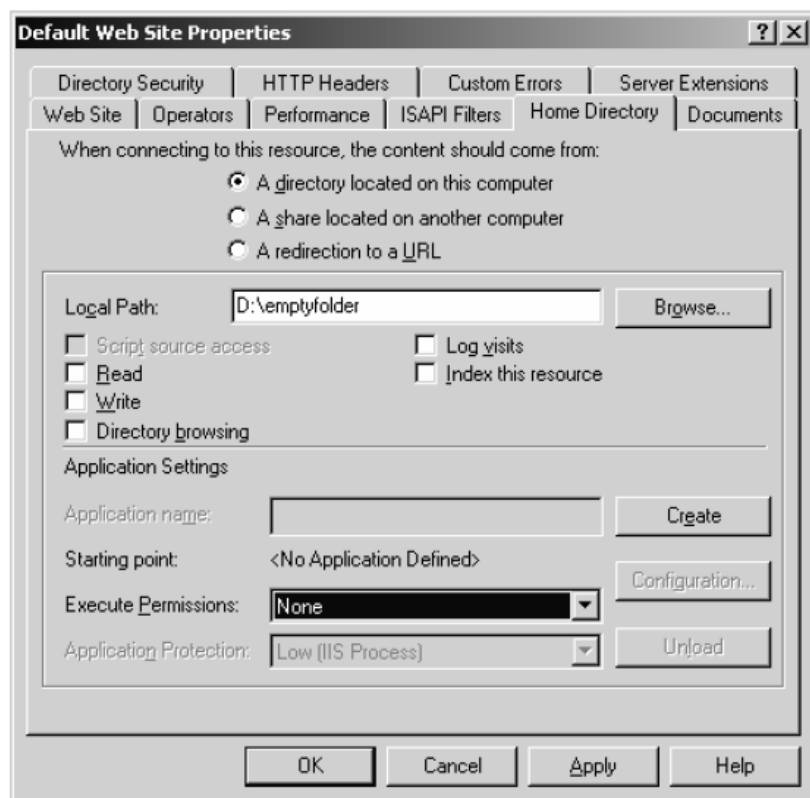 Default Web Site Properties
Directory Security HTTP Headers Custom Errors Server Extensions
Web Site Operators Performance ISAPI Filters Home Directory Documents
When connecting to this resource, the content should come from:
A directory located on this computer
A share located on another computer
A redirection to a URL
Local Path: D:\emptyfolder Browse...
Script source access Log visits
Read Index this resource
Write
Directory browsing
Application Settings
Application name: Create
Starting point: <No Application Defined>
Configuration...
Execute Permissions: None
Application Protection: Low (IIS Process) Unload
OK Cancel Apply Help